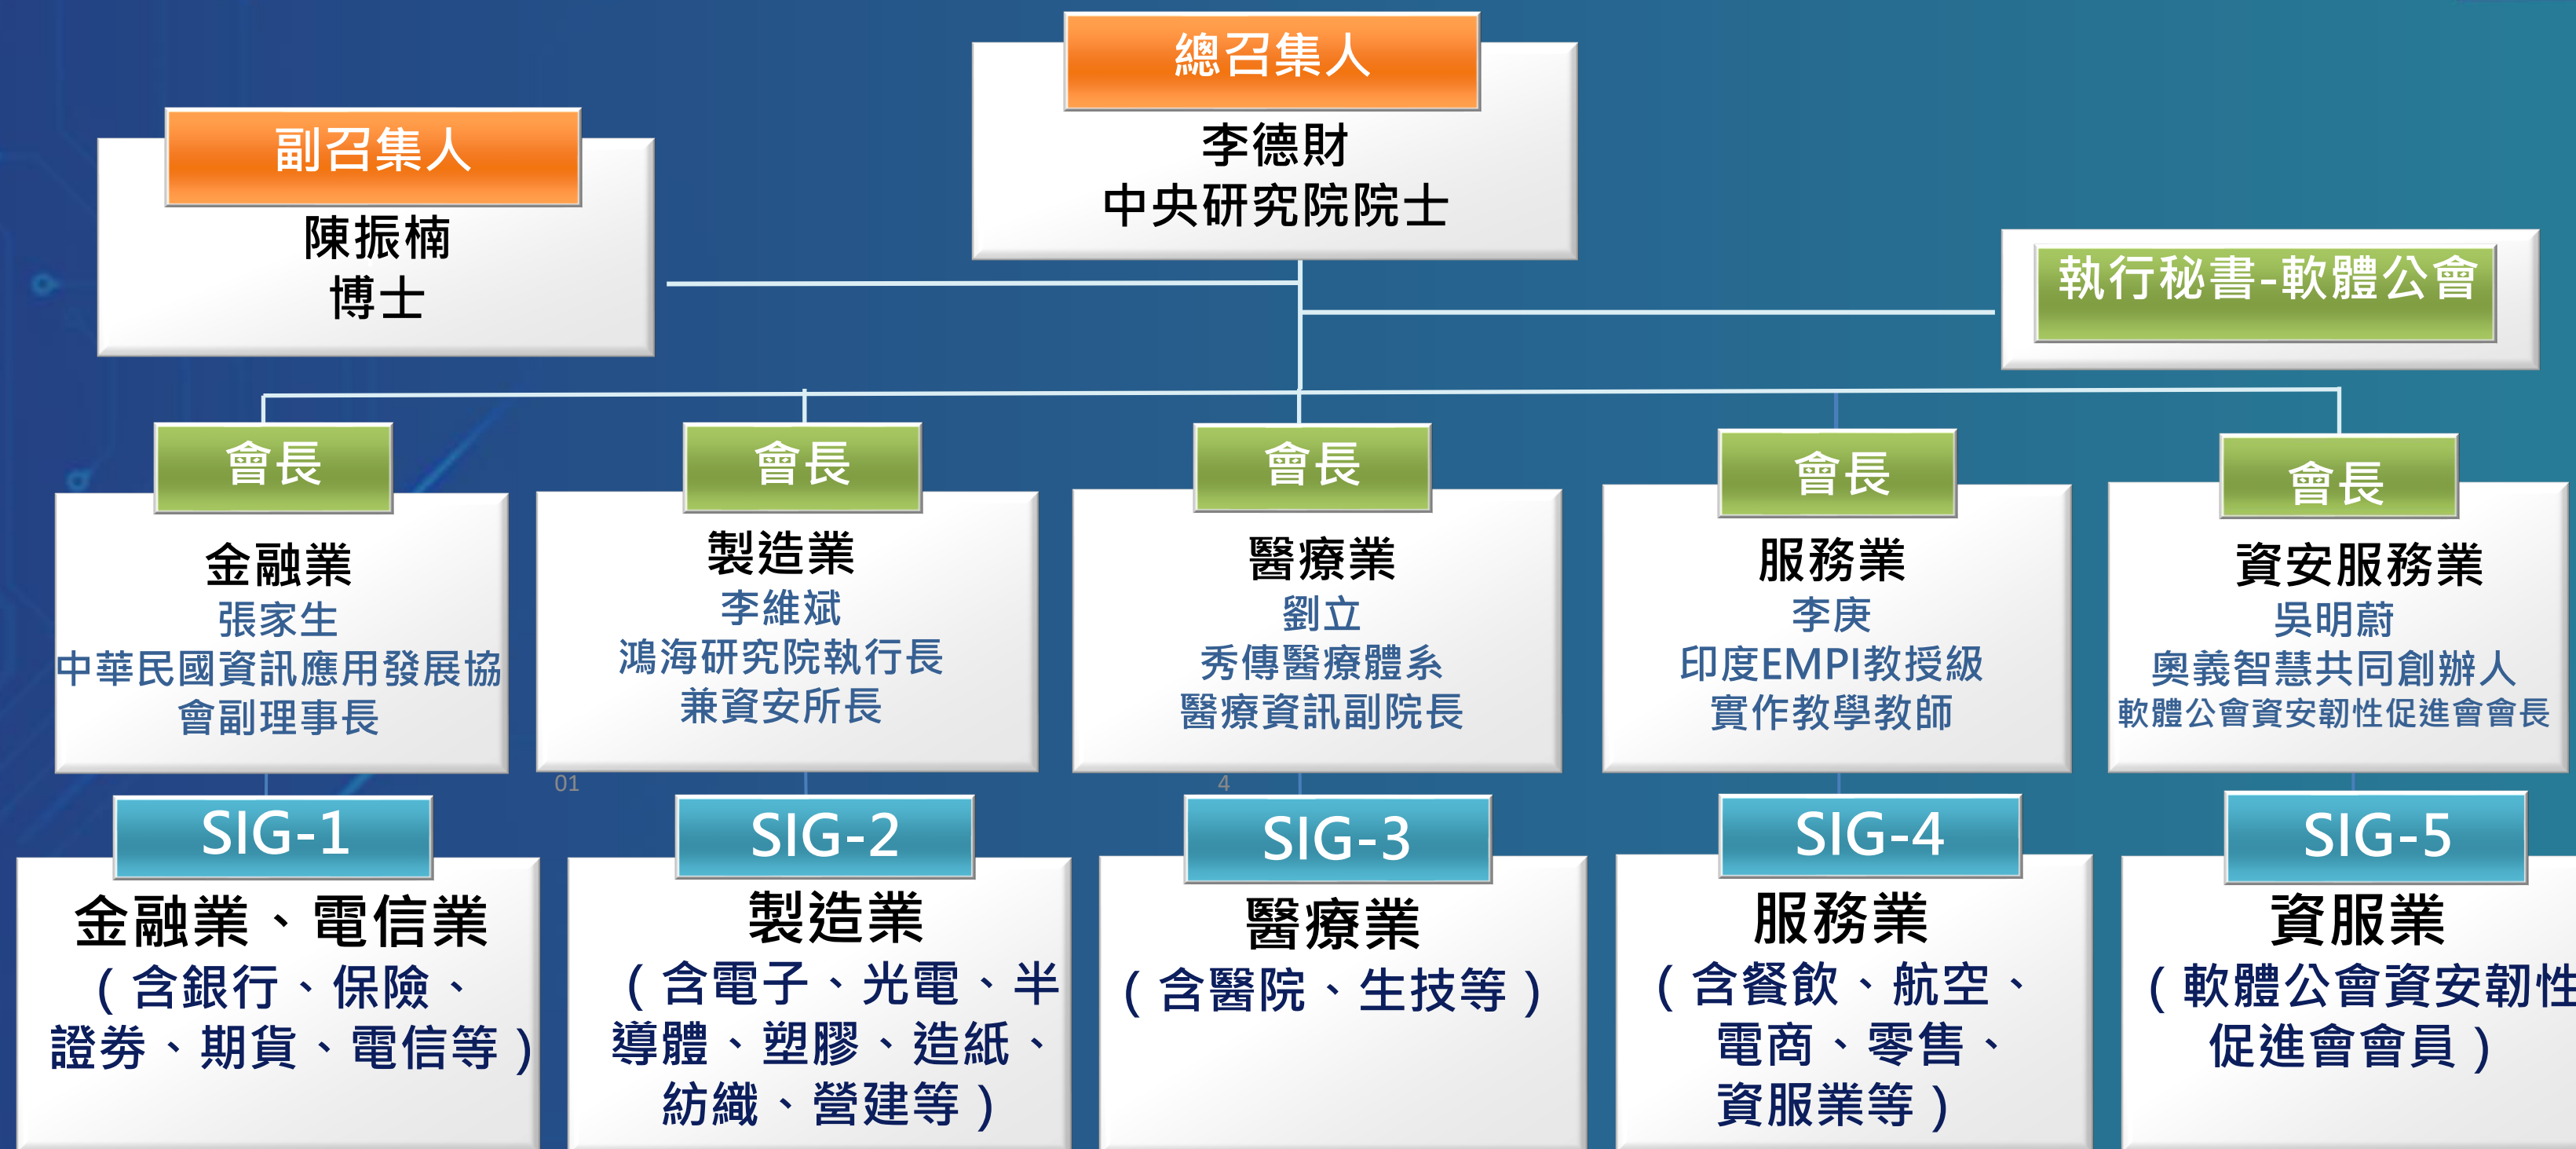 總召集人
李德財
中央研究院院士
副召集人
陳振楠
博士
執行秘書-軟體公會
會長
金融業
張家生
中華民國資訊應用發展協
會副理事長
會長
製造業
李維斌
鴻海研究院執行長
兼資安所長
會長
醫療業
劉立
秀傳醫療體系
醫療資訊副院長
會長
服務業
李庚
印度EMPI教授級
實作教學教師
會長
資安服務業
吳明蔚
奧義智慧共同創辦人
軟體公會資安韌性促進會會長
01
4
SIG-1
金融業、電信業
（含銀行、保險、
證劵、期貨、電信等）
SIG-2
製造業
（含電子、光電、半
導體、塑膠、造紙、
紡織、營建等）
SIG-3
醫療業
（含醫院、生技等）
SIG-4
服務業
（含餐飲、航空、
電商、零售、
資服業等）
SIG-5
資服業
（軟體公會資安韌性
促進會會員）